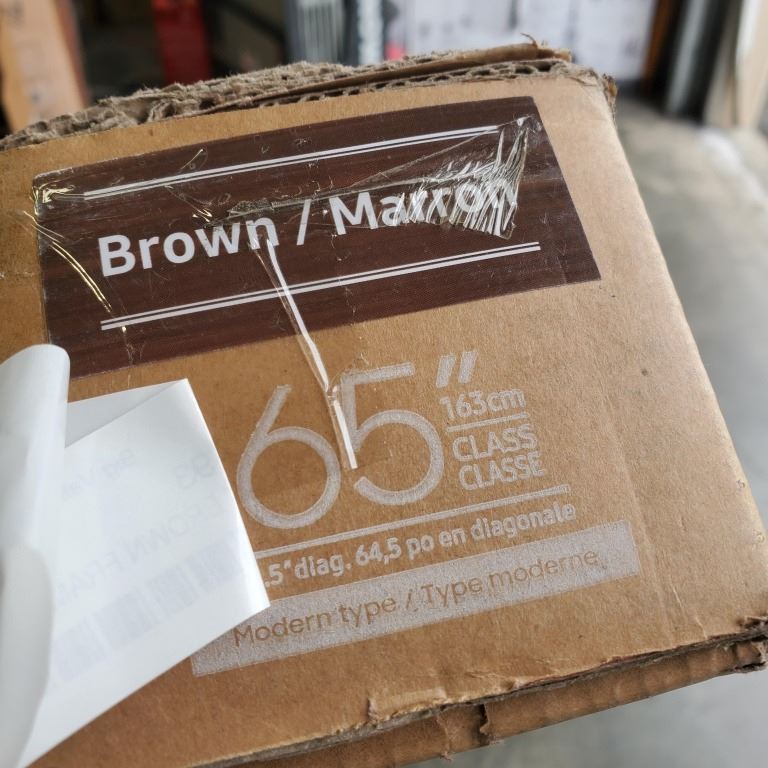 Brown / Marron
65"
163cm
CLASS
CLASSE
.5" diag. 64,5 po en diagonale
Modern type / Type moderne